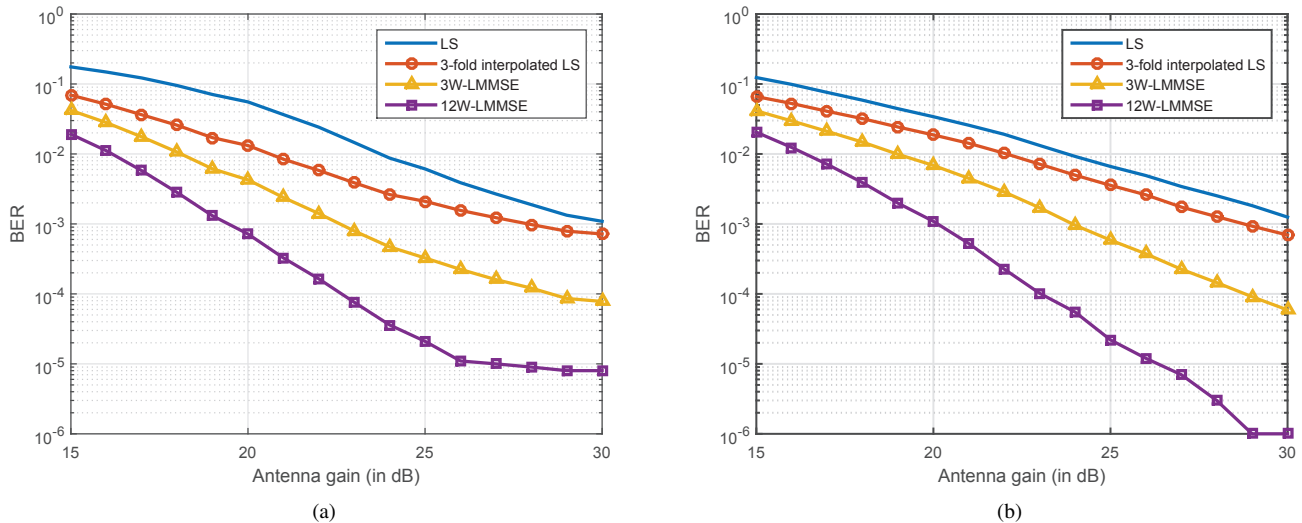 10^0
10^-1
10^-2
10^-3
10^-4
10^-5
10^-6
BER
15
20
25
30
Antenna gain (in dB)
LS
3-fold interpolated LS
3W-LMMSE
12W-LMMSE
(a)
10^0
10^-1
10^-2
10^-3
10^-4
10^-5
10^-6
BER
15
20
25
30
Antenna gain (in dB)
LS
3-fold interpolated LS
3W-LMMSE
12W-LMMSE
(b)